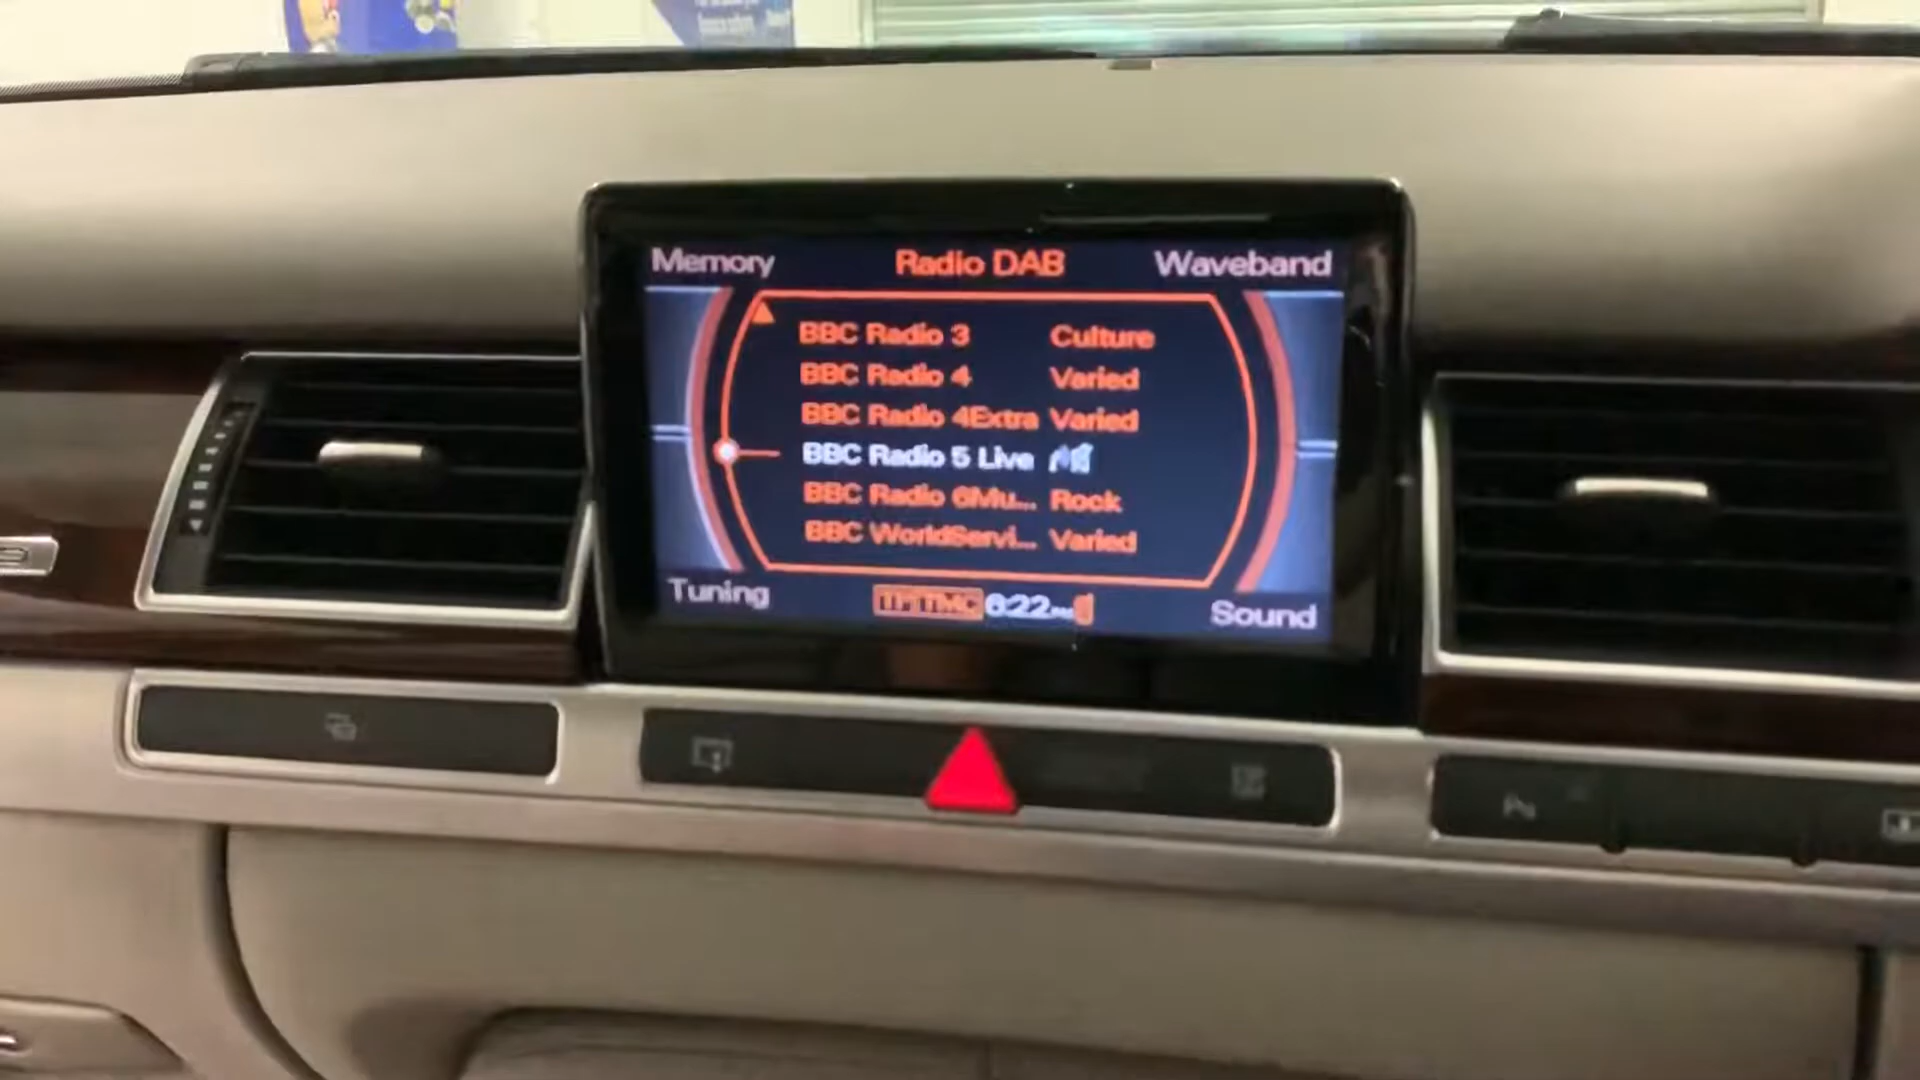 Memory Radio DAB Waveband
BBC Radio 3 Culture
BBC Radio 4 Varied
BBC Radio 4Extra Varied
BBC Radio 5 Live
BBC Radio 6Mu... Rock
BBC WorldServi... Varied
Tuning TP TMC 6:22 Sound